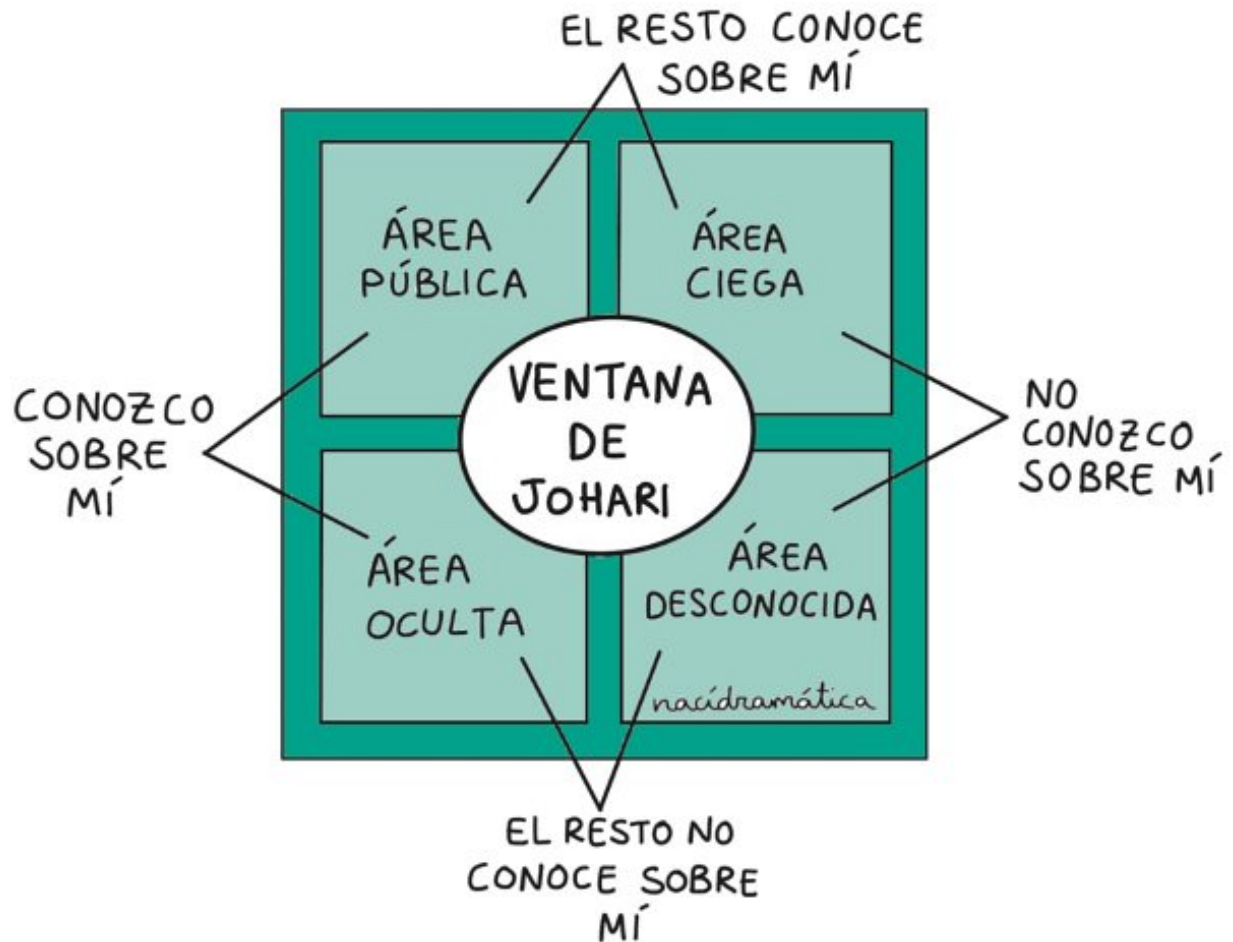 EL RESTO CONOCE
SOBRE MÍ
ÁREA
PÚBLICA
ÁREA
CIEGA
CONOZCO
SOBRE
MÍ
VENTANA
DE
JOHARI
NO
CONOZCO
SOBRE MÍ
ÁREA
OCULTA
ÁREA
DESCONOCIDA
nacídramática
EL RESTO NO
CONOCE SOBRE
MÍ